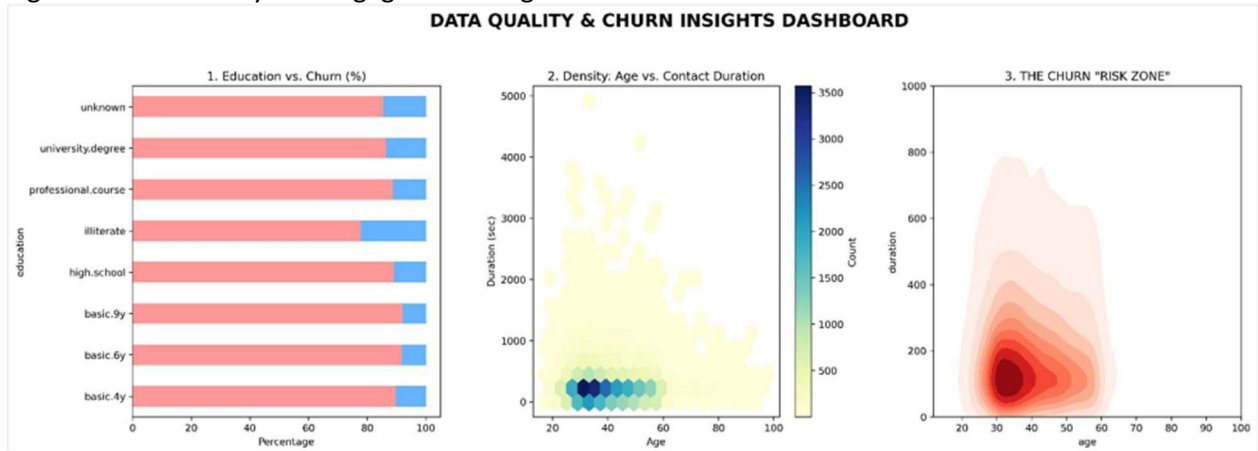 DATA QUALITY & CHURN INSIGHTS DASHBOARD
1. Education vs. Churn (%)
education
unknown
university.degree
professional.course
illiterate
high.school
basic.9y
basic.6y
basic.4y
0 20 40 60 80 100
Percentage
2. Density: Age vs. Contact Duration
Duration (sec)
5000
4000
3000
2000
1000
0
20 40 60 80 100
Age
3500
3000
2500
2000
1500
1000
500
Count
3. THE CHURN "RISK ZONE"
duration
1000
800
600
400
200
0
20 30 40 50 60 70 80 90 100
age